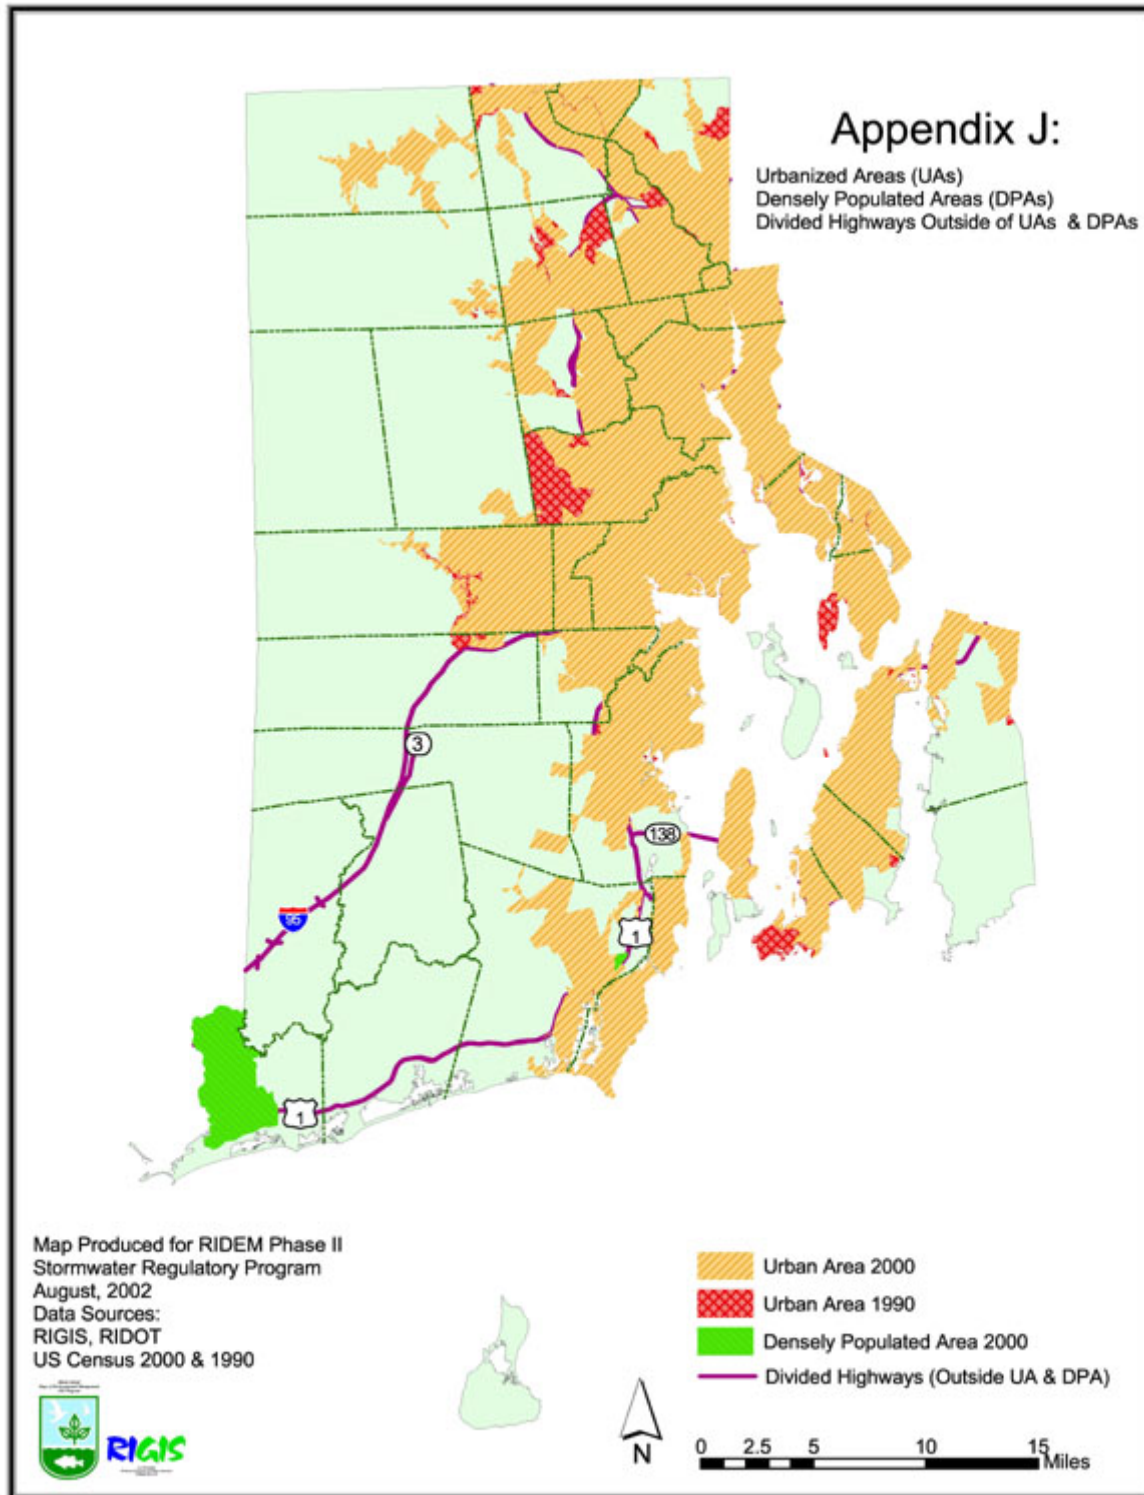 Appendix J:
Urbanized Areas (UAs)
Densely Populated Areas (DPAs)
Divided Highways Outside of UAs & DPAs
3
138
95
1
1
Map Produced for RIDEM Phase II
Stormwater Regulatory Program
August, 2002
Data Sources:
RIGIS, RIDOT
US Census 2000 & 1990
Urban Area 2000
Urban Area 1990
Densely Populated Area 2000
Divided Highways (Outside UA & DPA)
RIGIS
N
0 2.5 5 10 15
Miles